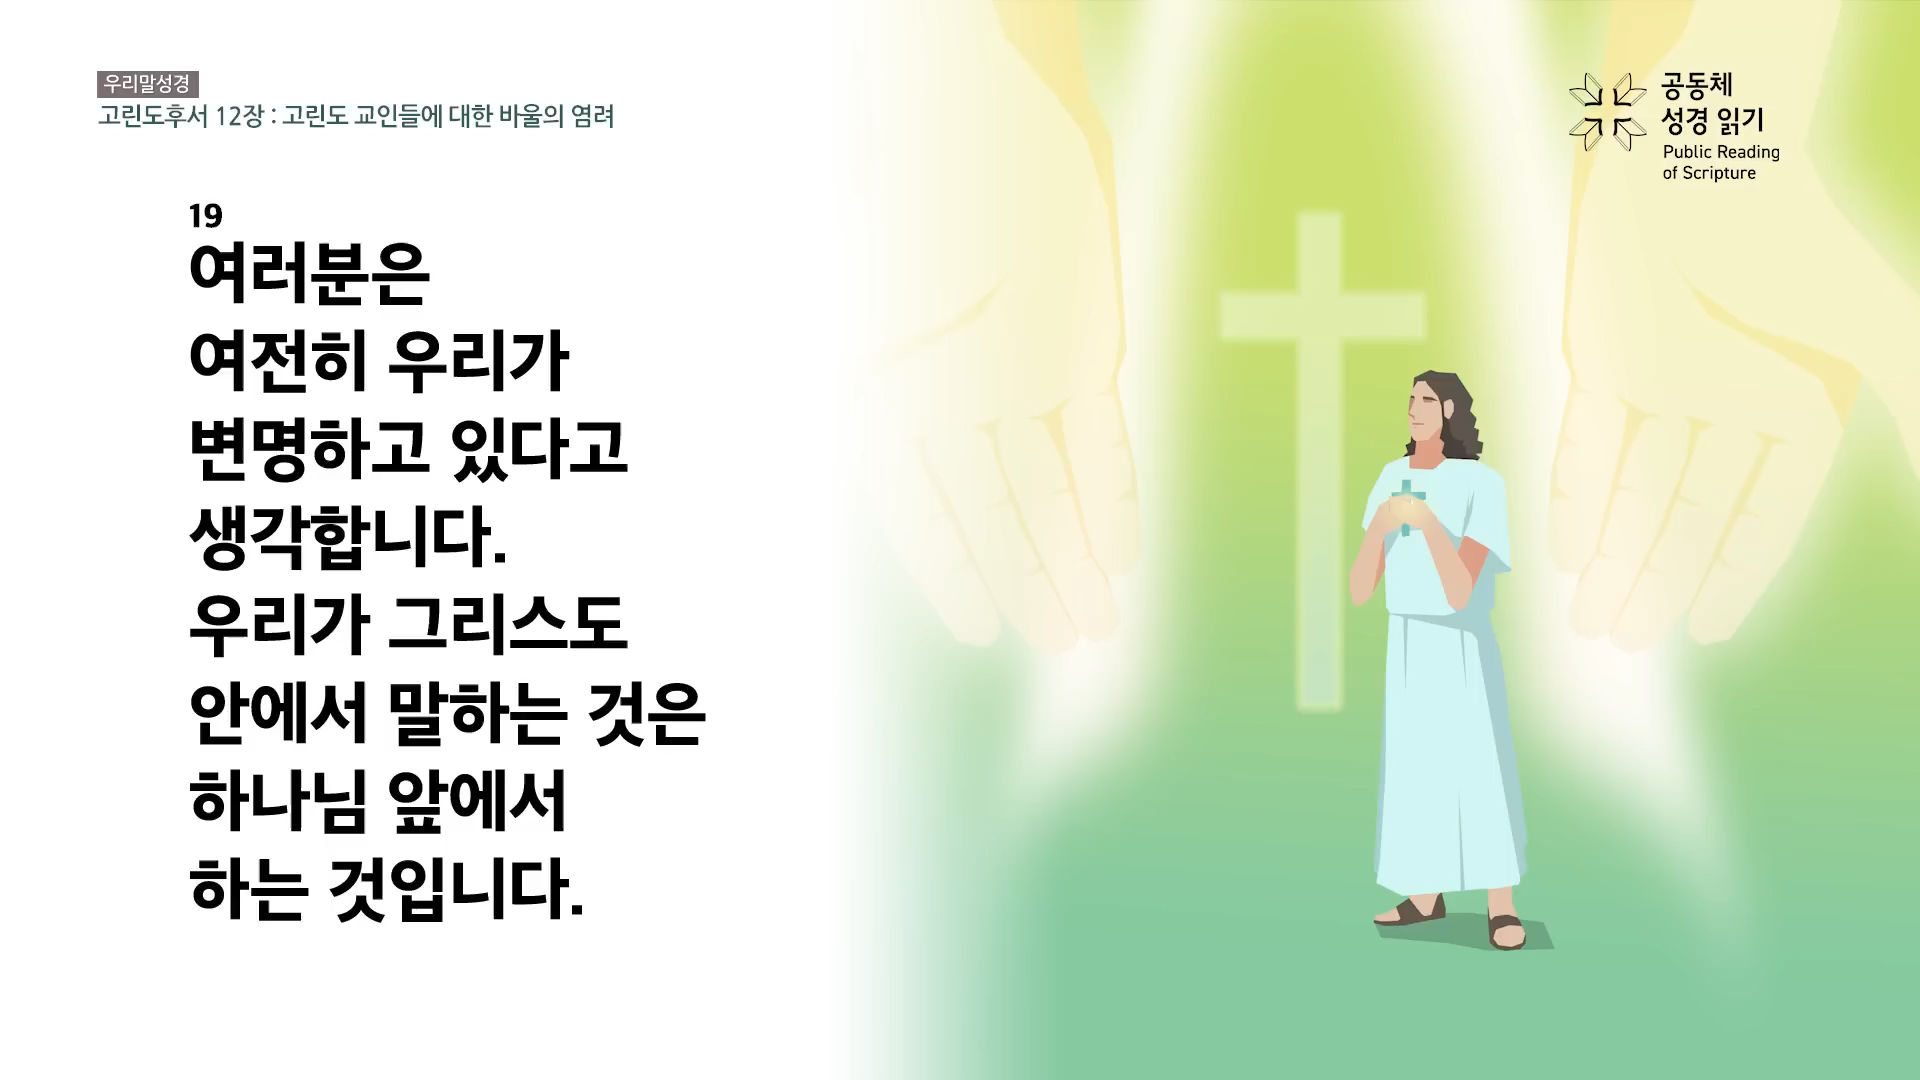 우리말성경
고린도후서 12장 : 고린도 교인들에 대한 바울의 염려
공동체
성경 읽기
Public Reading
of Scripture
19
여러분은
여전히 우리가
변명하고 있다고
생각합니다.
우리가 그리스도
안에서 말하는 것은
하나님 앞에서
하는 것입니다.